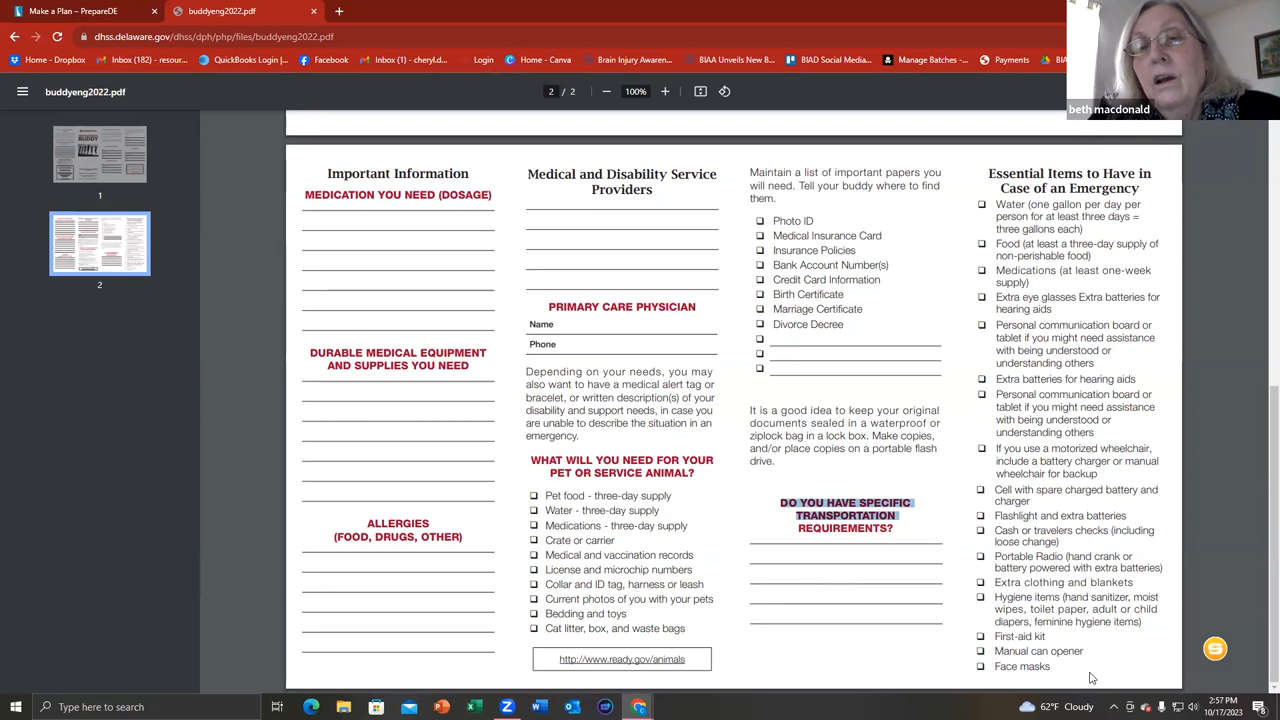 Make a Plan – PrepareDE
buddyeng2022.pdf
dhss.delaware.gov/dhss/dph/php/files/buddyeng2022.pdf
Home - Dropbox
Inbox (182) - resour...
QuickBooks Login |...
Facebook
Inbox (1) - cheryl.d...
Login
Home - Canva
Brain Injury Awaren...
BIAA Unveils New B...
BIAD Social Media...
Manage Batches -...
Payments
BIA
beth macdonald
buddyeng2022.pdf
2 / 2
100%
1
2
Important Information
MEDICATION YOU NEED (DOSAGE)
DURABLE MEDICAL EQUIPMENT
AND SUPPLIES YOU NEED
ALLERGIES
(FOOD, DRUGS, OTHER)
Medical and Disability Service
Providers
PRIMARY CARE PHYSICIAN
Name
Phone
Depending on your needs, you may
also want to have a medical alert tag or
bracelet, or written description(s) of your
disability and support needs, in case you
are unable to describe the situation in an
emergency.
WHAT WILL YOU NEED FOR YOUR
PET OR SERVICE ANIMAL?
Pet food - three-day supply
Water - three-day supply
Medications - three-day supply
Crate or carrier
Medical and vaccination records
License and microchip numbers
Collar and ID tag, harness or leash
Current photos of you with your pets
Bedding and toys
Cat litter, box, and waste bags
http://www.ready.gov/animals
Maintain a list of important papers you
will need. Tell your buddy where to find
them.
Photo ID
Medical Insurance Card
Insurance Policies
Bank Account Number(s)
Credit Card Information
Birth Certificate
Marriage Certificate
Divorce Decree
It is a good idea to keep your original
documents sealed in a waterproof or
ziplock bag in a lock box. Make copies,
and/or place copies on a portable flash
drive.
DO YOU HAVE SPECIFIC
TRANSPORTATION
REQUIREMENTS?
Essential Items to Have in
Case of an Emergency
Water (one gallon per day per
person for at least three days =
three gallons each)
Food (at least a three-day supply of
non-perishable food)
Medications (at least one-week
supply)
Extra eye glasses Extra batteries for
hearing aids
Personal communication board or
tablet if you might need assistance
with being understood or
understanding others
Extra batteries for hearing aids
Personal communication board or
tablet if you might need assistance
with being understood or
understanding others
If you use a motorized wheelchair,
include a battery charger or manual
wheelchair for backup
Cell with spare charged battery and
charger
Flashlight and extra batteries
Cash or travelers checks (including
loose change)
Portable Radio (hand crank or
battery powered with extra batteries)
Extra clothing and blankets
Hygiene items (hand sanitizer, moist
wipes, toilet paper, adult or child
diapers, feminine hygiene items)
First-aid kit
Manual can opener
Face masks
Type here to search
62°F Cloudy
2:57 PM
10/17/2023